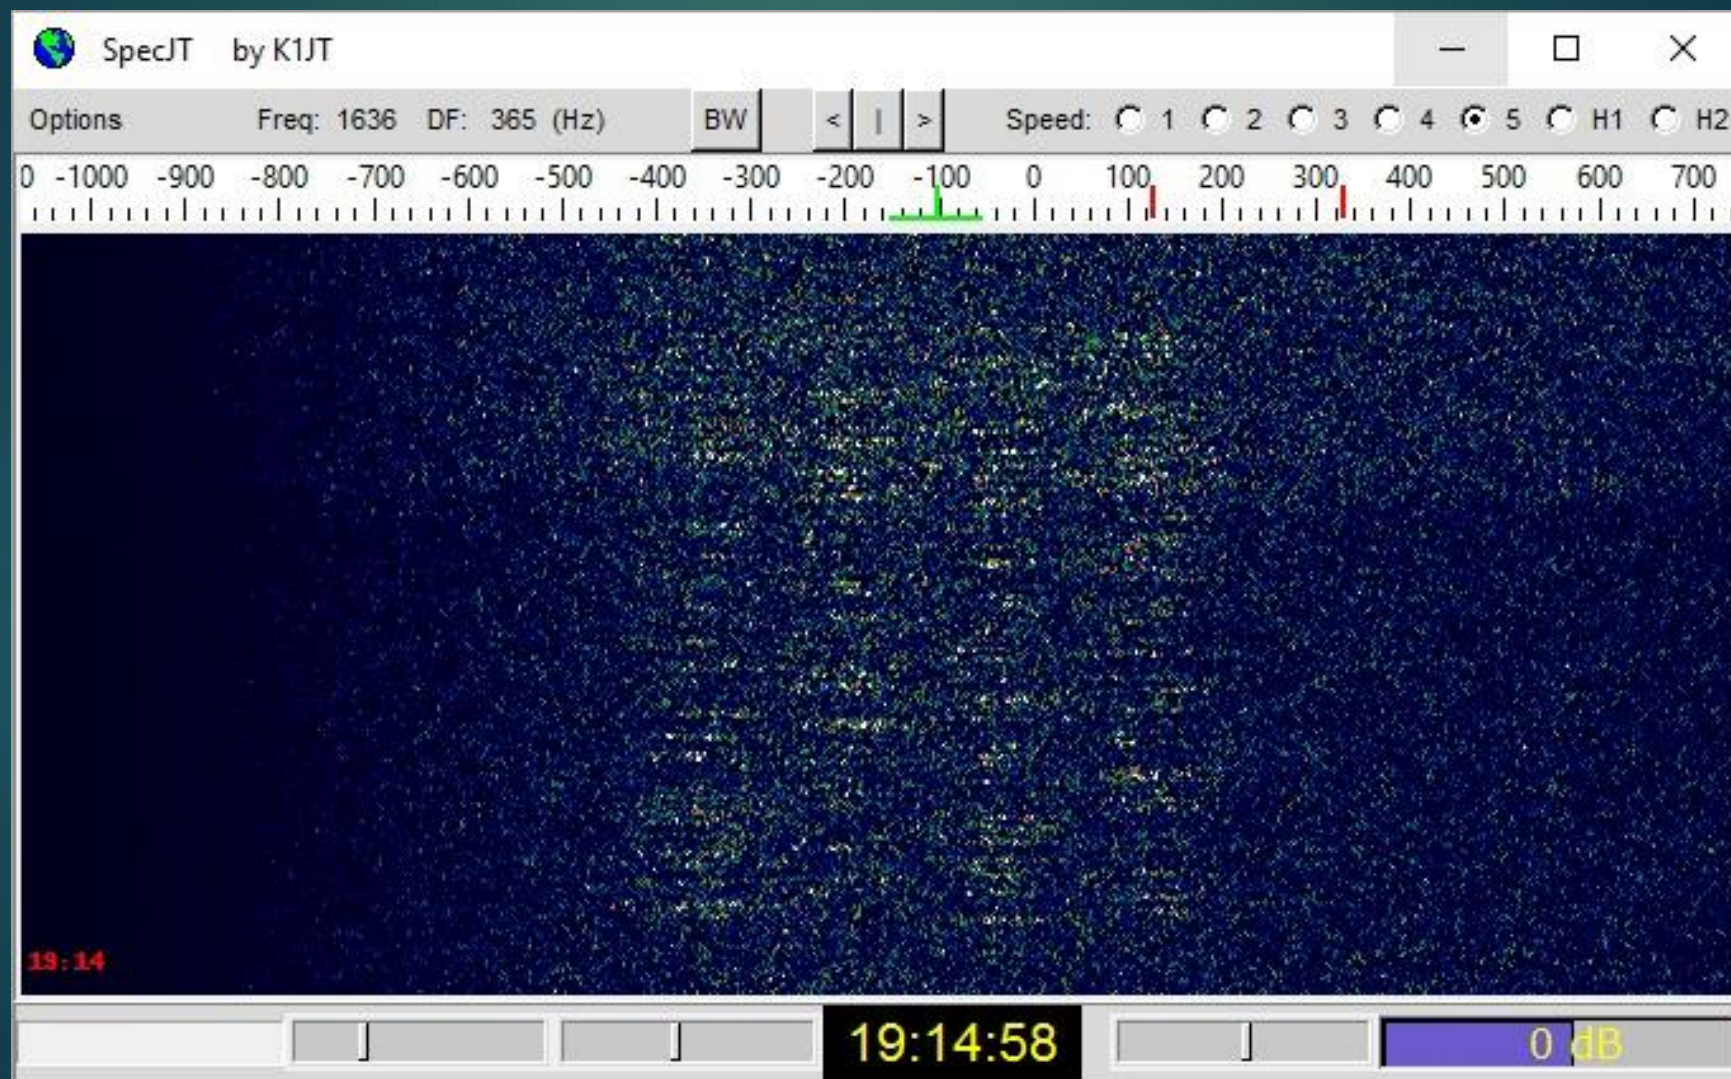 SpecJT by K1JT
Options Freq: 1636 DF: 365 (Hz) BW < | > Speed: 1 2 3 4 5 H1 H2
0 -1000 -900 -800 -700 -600 -500 -400 -300 -200 -100 0 100 200 300 400 500 600 700
19:14
19:14:58 0 dB